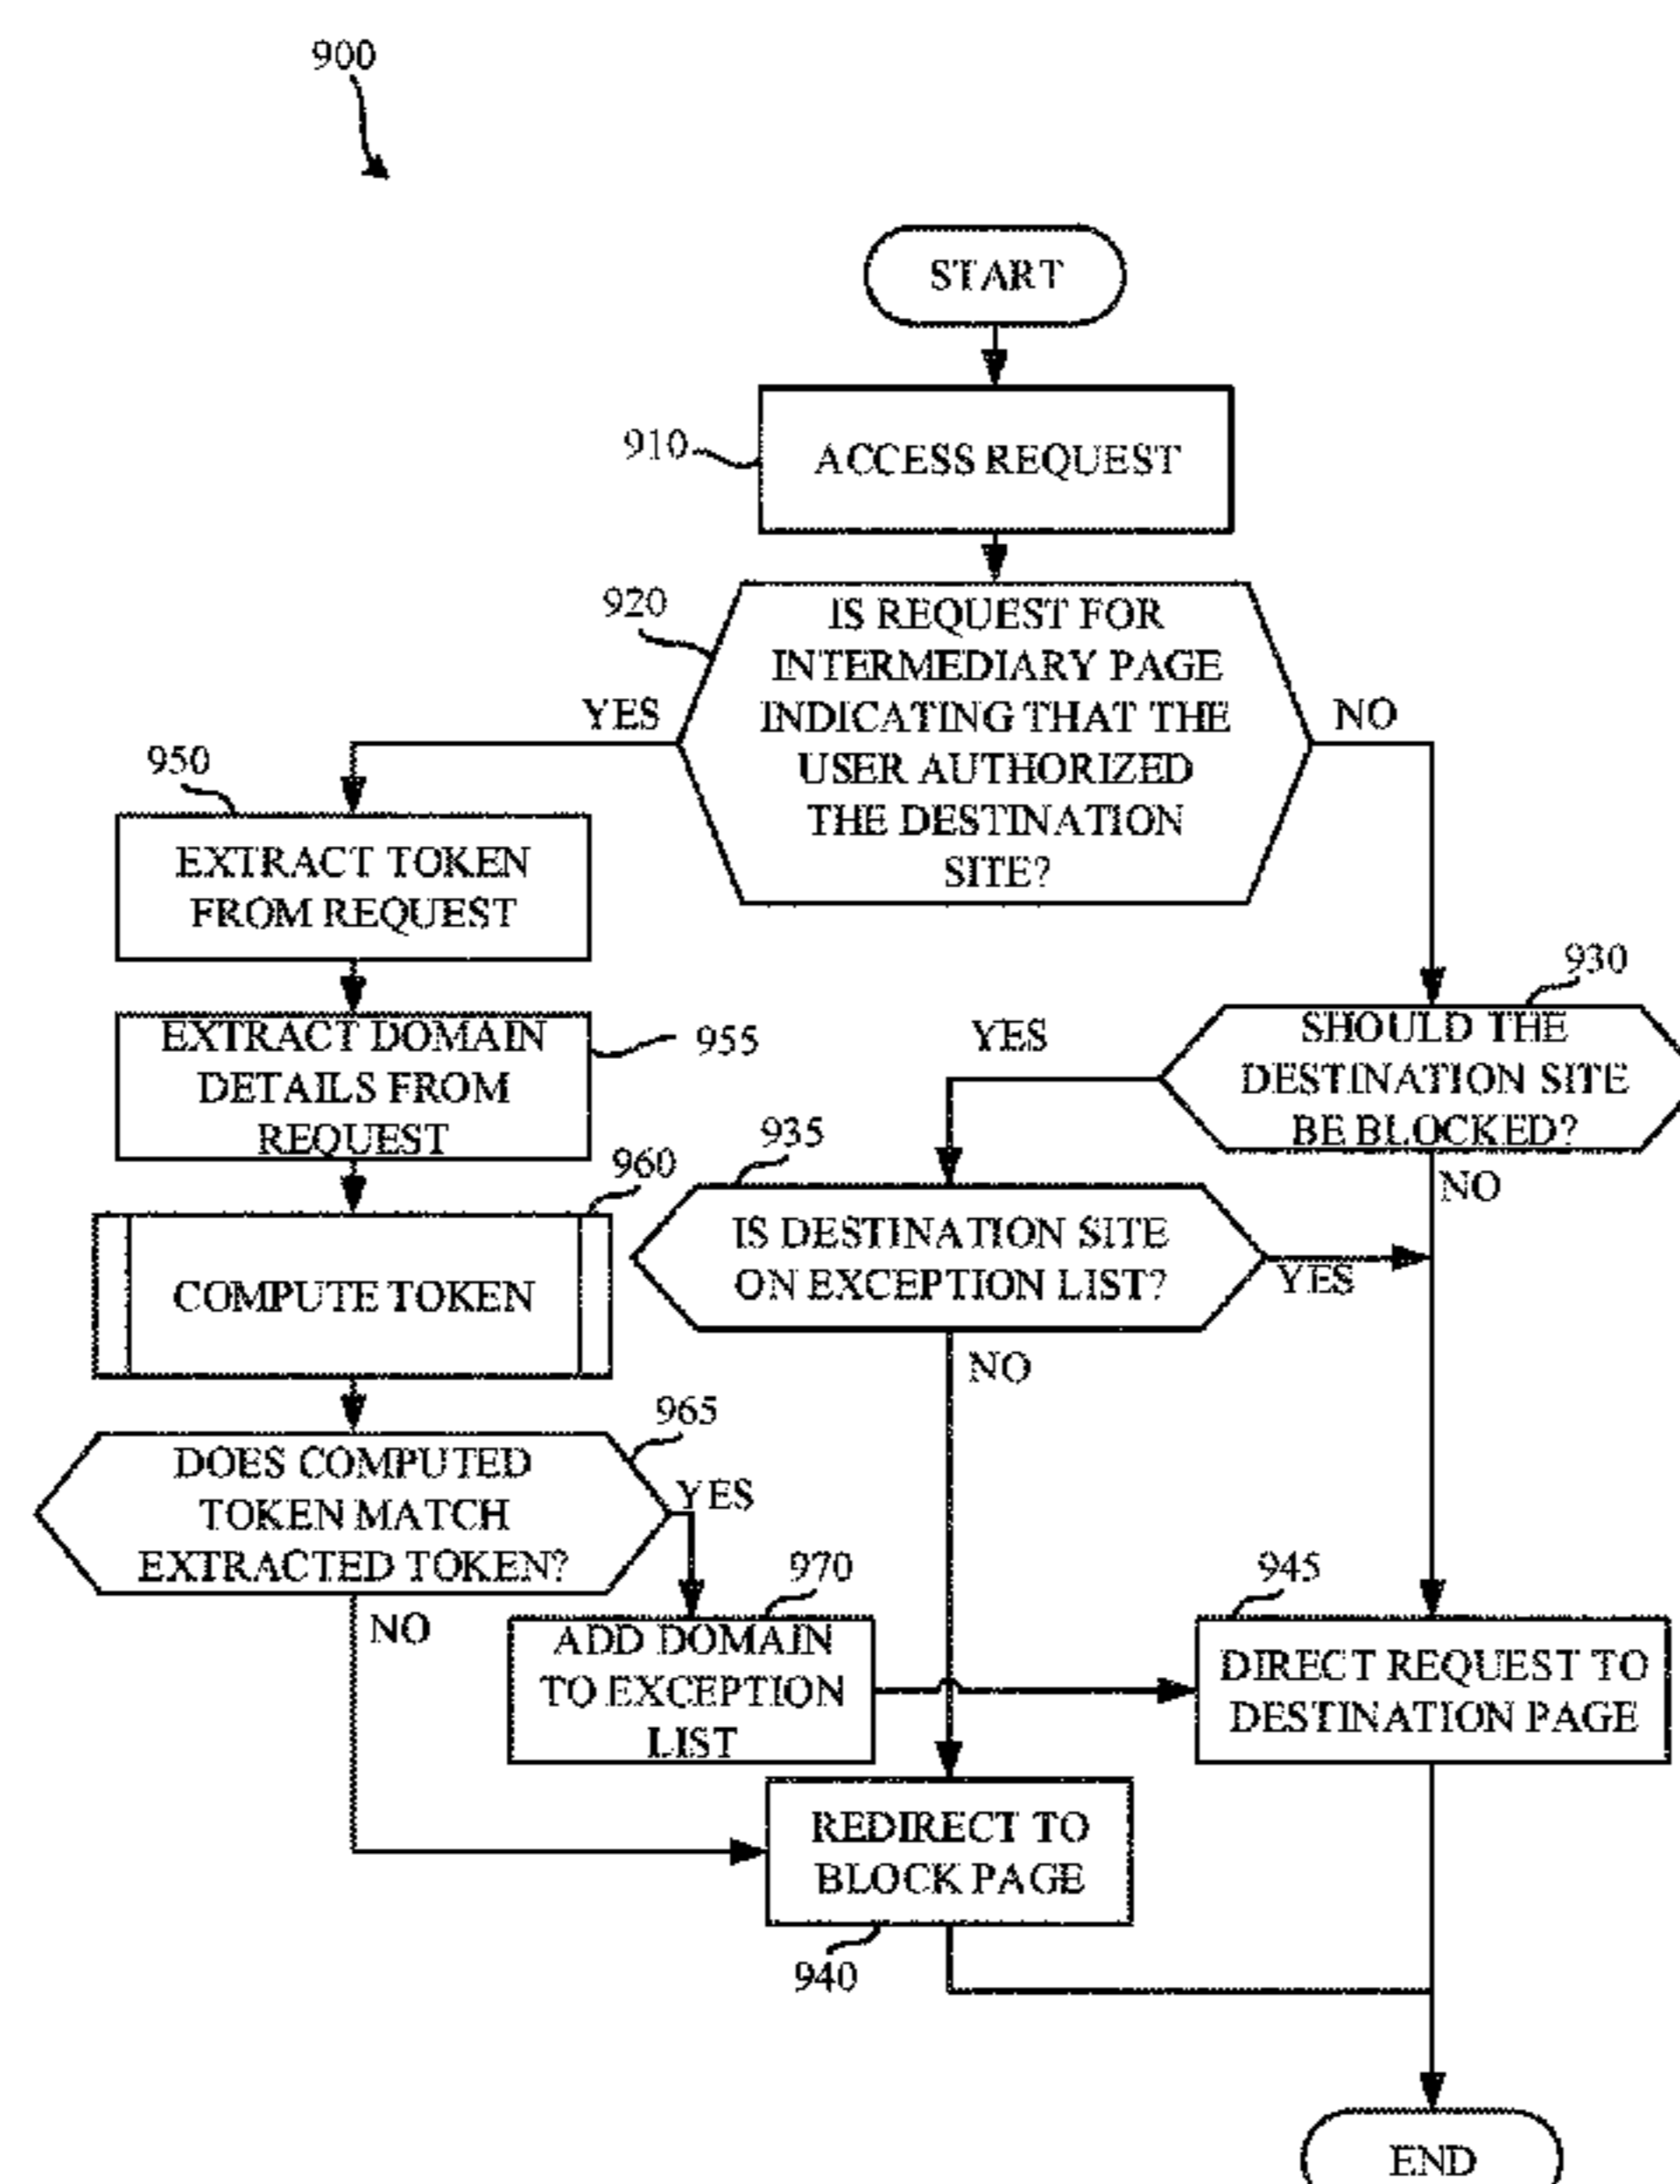 900
START
910
ACCESS REQUEST
920
IS REQUEST FOR
INTERMEDIARY PAGE
INDICATING THAT THE
USER AUTHORIZED
THE DESTINATION
SITE?
YES
NO
950
EXTRACT TOKEN
FROM REQUEST
930
SHOULD THE
DESTINATION SITE
BE BLOCKED?
YES
NO
EXTRACT DOMAIN
DETAILS FROM
REQUEST
955
935
IS DESTINATION SITE
ON EXCEPTION LIST?
YES
NO
960
COMPUTE TOKEN
965
DOES COMPUTED
TOKEN MATCH
EXTRACTED TOKEN?
YES
NO
970
ADD DOMAIN
TO EXCEPTION
LIST
945
DIRECT REQUEST TO
DESTINATION PAGE
REDIRECT TO
BLOCK PAGE
940
END